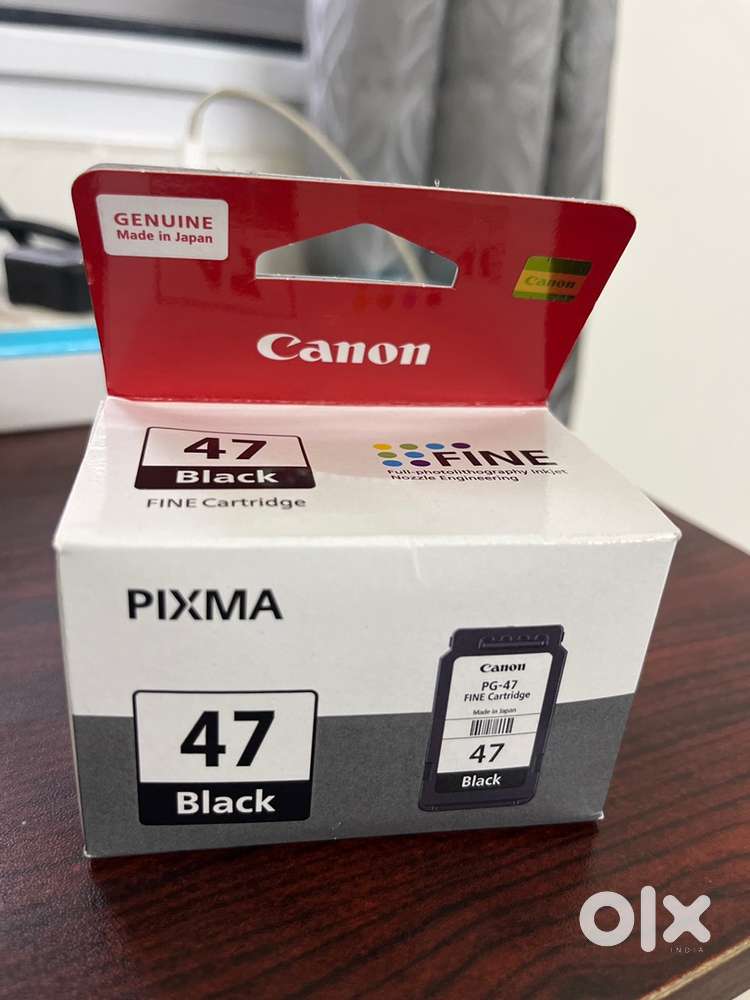 GENUINE
Made in Japan
Canon
Canon
47
Black
FINE Cartridge
FINE
Full-photolithography Inkjet
Nozzle Engineering
PIXMA
47
Black
Canon
PG-47
FINE Cartridge
Made in Japan
47
Black
olx
INDIA